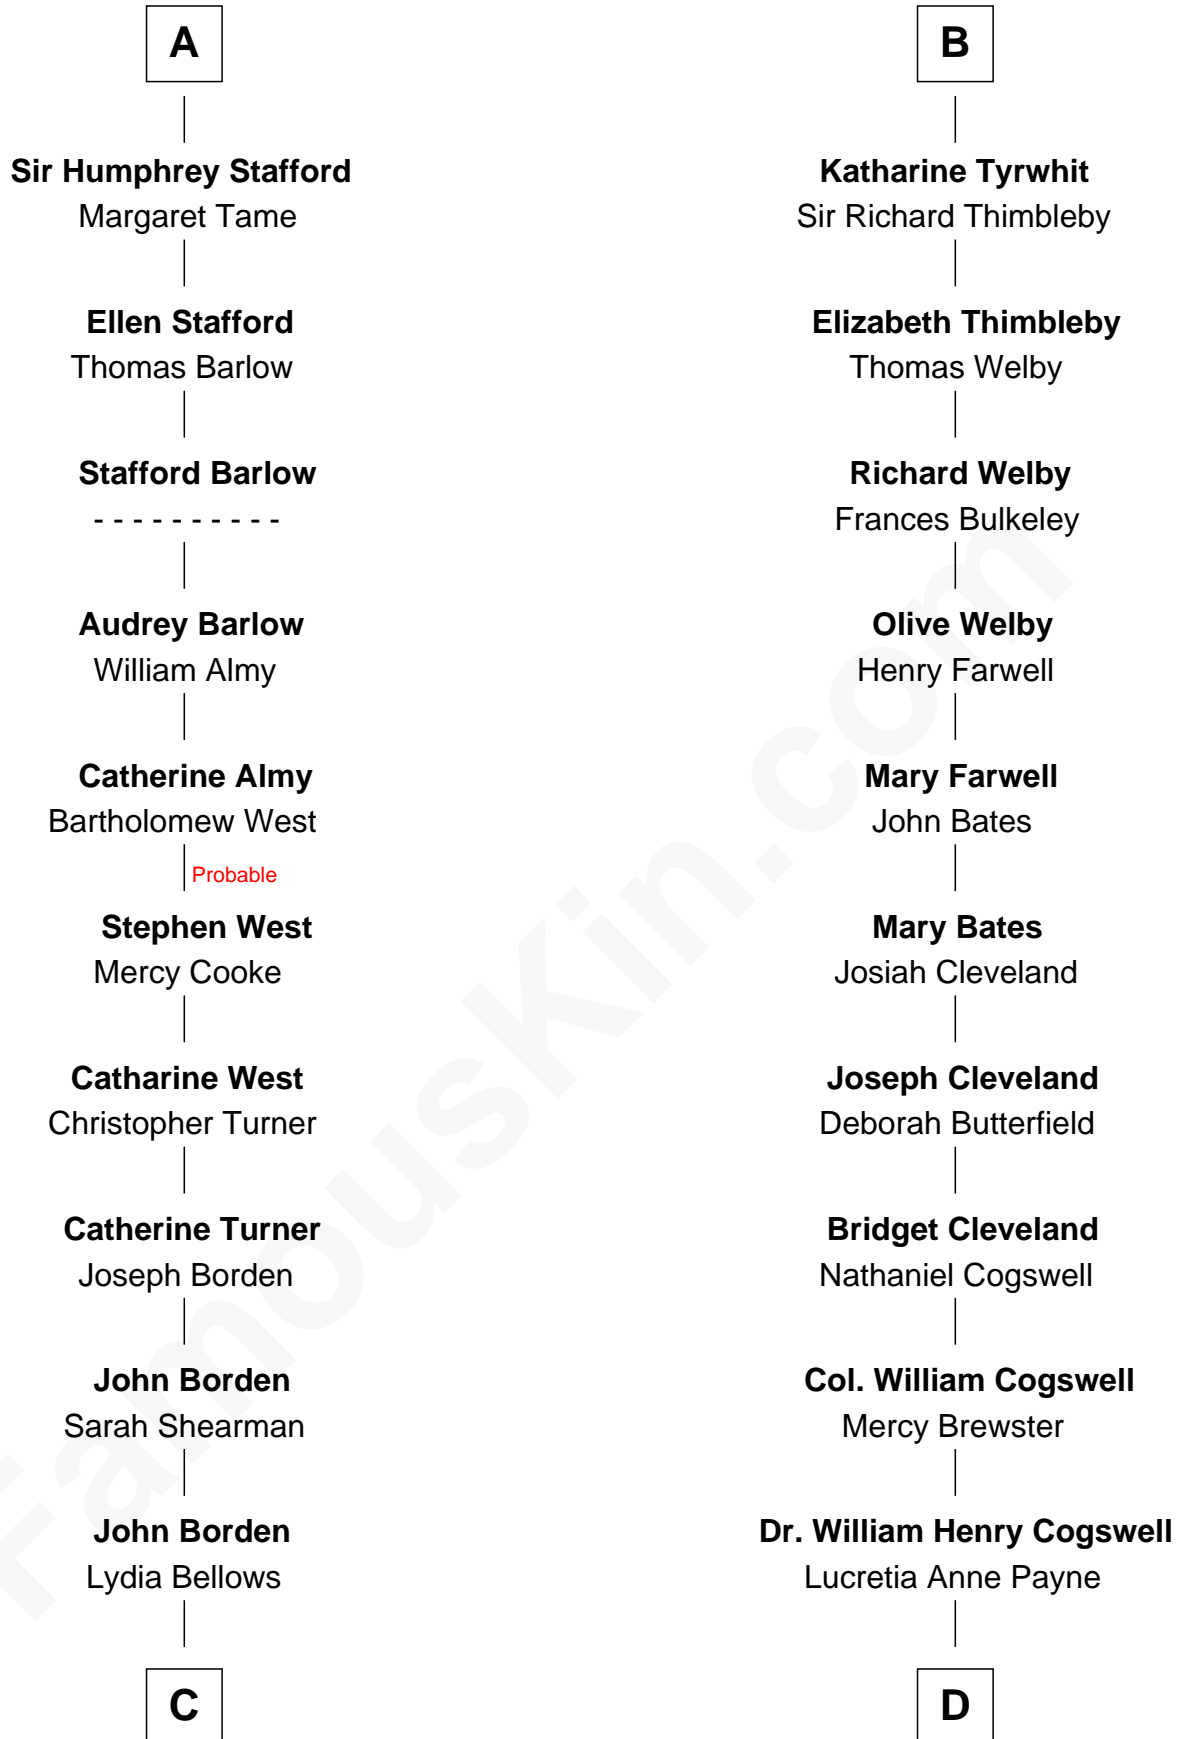 A
Sir Humphrey Stafford
Margaret Tame
Ellen Stafford
Thomas Barlow
Stafford Barlow
- - - - - - - - - -
Audrey Barlow
William Almy
Catherine Almy
Bartholomew West
Probable
Stephen West
Mercy Cooke
Catharine West
Christopher Turner
Catherine Turner
Joseph Borden
John Borden
Sarah Shearman
John Borden
Lydia Bellows
C
B
Katharine Tyrwhit
Sir Richard Thimbleby
Elizabeth Thimbleby
Thomas Welby
Richard Welby
Frances Bulkeley
Olive Welby
Henry Farwell
Mary Farwell
John Bates
Mary Bates
Josiah Cleveland
Joseph Cleveland
Deborah Butterfield
Bridget Cleveland
Nathaniel Cogswell
Col. William Cogswell
Mercy Brewster
Dr. William Henry Cogswell
Lucretia Anne Payne
D
FamousKin.com